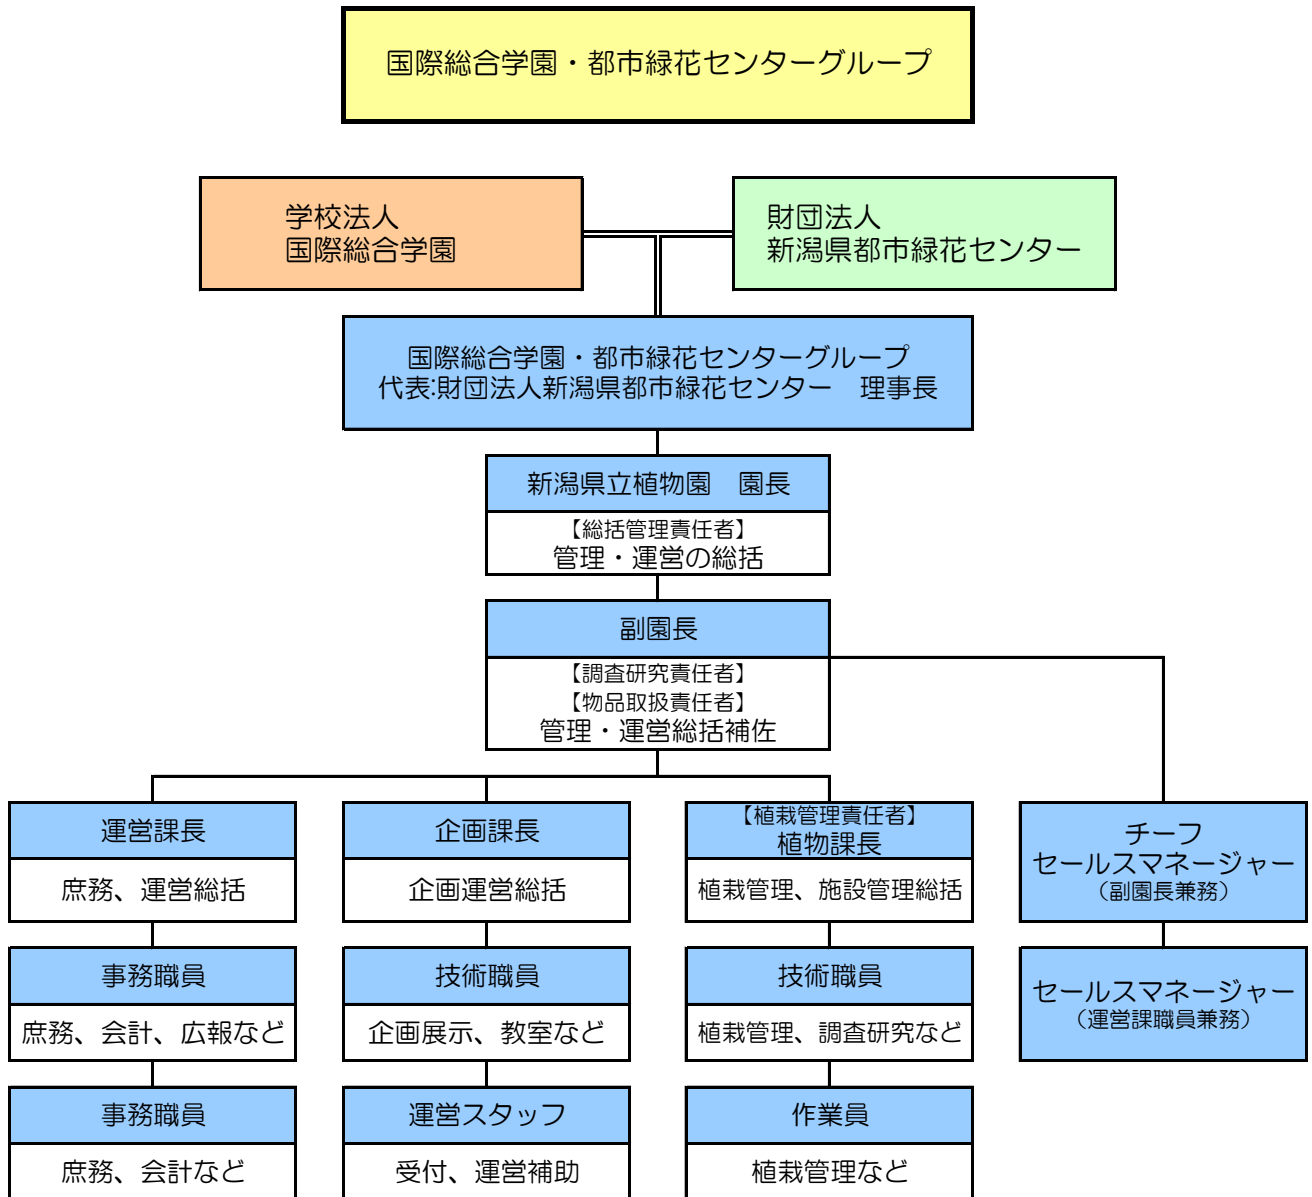 国際総合学園・都市緑花センターグループ
学校法人
国際総合学園
財団法人
新潟県都市緑花センター
国際総合学園・都市緑花センターグループ
代表:財団法人新潟県都市緑花センター　理事長
新潟県立植物園　園長
【総括管理責任者】
管理・運営の総括
副園長
【調査研究責任者】
【物品取扱責任者】
管理・運営総括補佐
運営課長
庶務、運営総括
企画課長
企画運営総括
【植栽管理責任者】
植物課長
植栽管理、施設管理総括
チーフ
セールスマネージャー
（副園長兼務）
事務職員
庶務、会計、広報など
技術職員
企画展示、教室など
技術職員
植栽管理、調査研究など
セールスマネージャー
（運営課職員兼務）
事務職員
庶務、会計など
運営スタッフ
受付、運営補助
作業員
植栽管理など